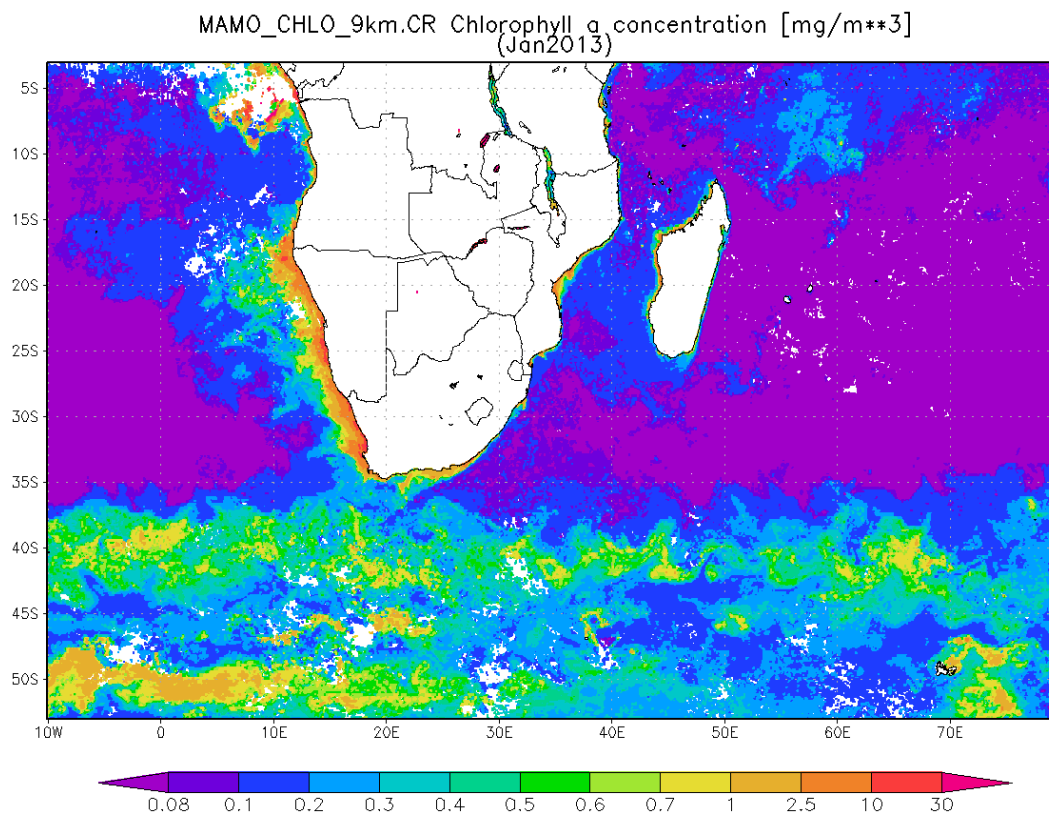 MAMO_CHLO_9km.CR Chlorophyll a concentration [mg/m**3]
(Jan2013)
5S
10S
15S
20S
25S
30S
35S
40S
45S
50S
10W 0 10E 20E 30E 40E 50E 60E 70E
0.08 0.1 0.2 0.3 0.4 0.5 0.6 0.7 1 2.5 10 30